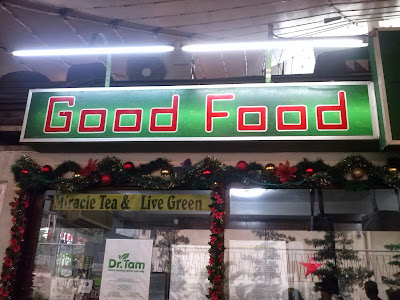 Good Food
Miracle Tea & Live Green
Dr.Tam